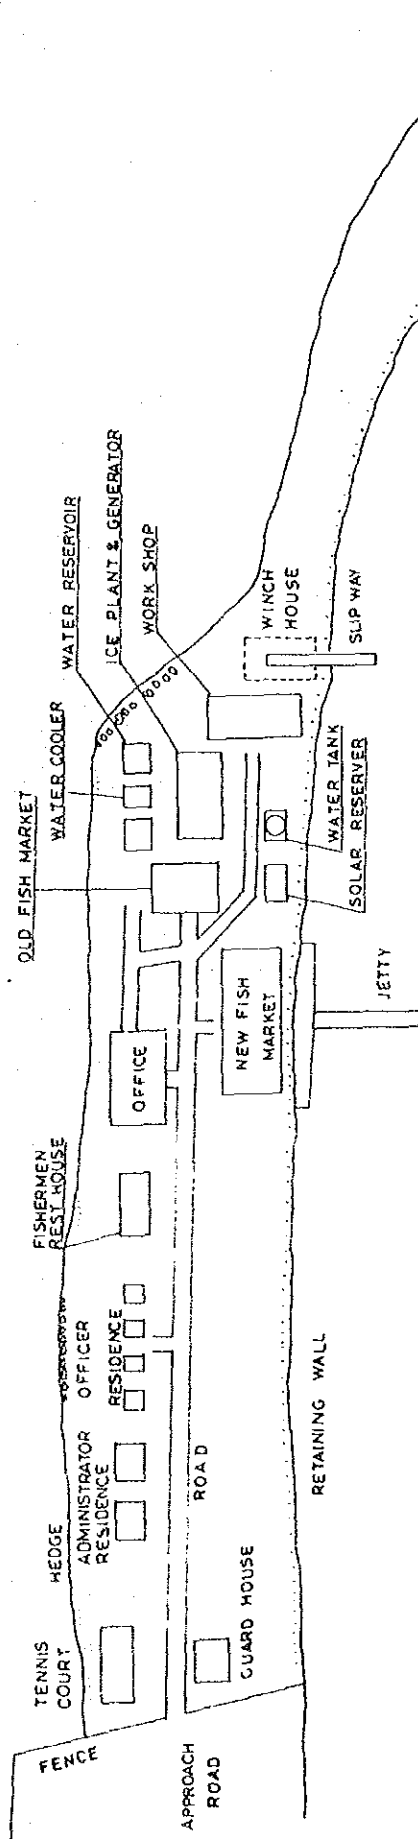 FENCE
APPROACH
ROAD
TENNIS
COURT
HEDGE
GUARD HOUSE
ADMINISTRATOR
RESIDENCE
ROAD
OFFICER
RESIDENCE
RETAINING WALL
FISHERMEN
REST HOUSE
OFFICE
NEW FISH
MARKET
JETTY
OLD FISH MARKET
WATER COOLER
WATER RESERVOIR
ICE PLANT & GENERATOR
WORK SHOP
SOLAR RESERVER
WATER TANK
WINCH
HOUSE
SLIP WAY